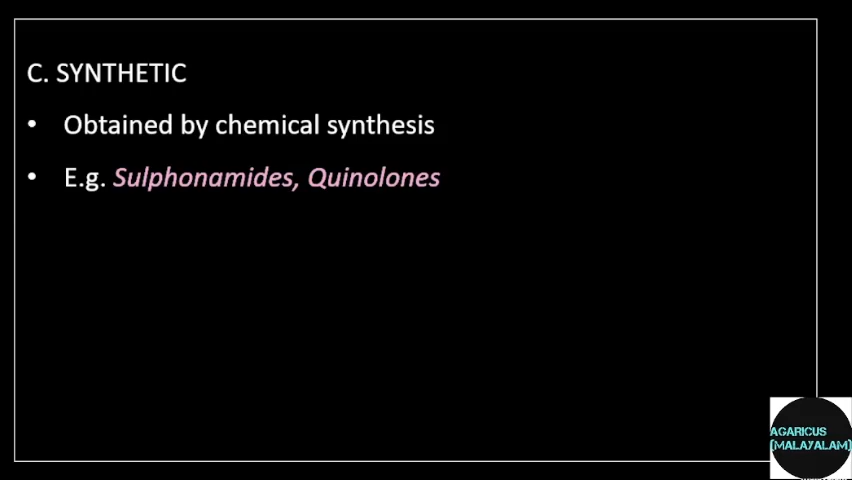 C. SYNTHETIC
• Obtained by chemical synthesis
• E.g. Sulphonamides, Quinolones
AGARICUS
(MALAYALAM)